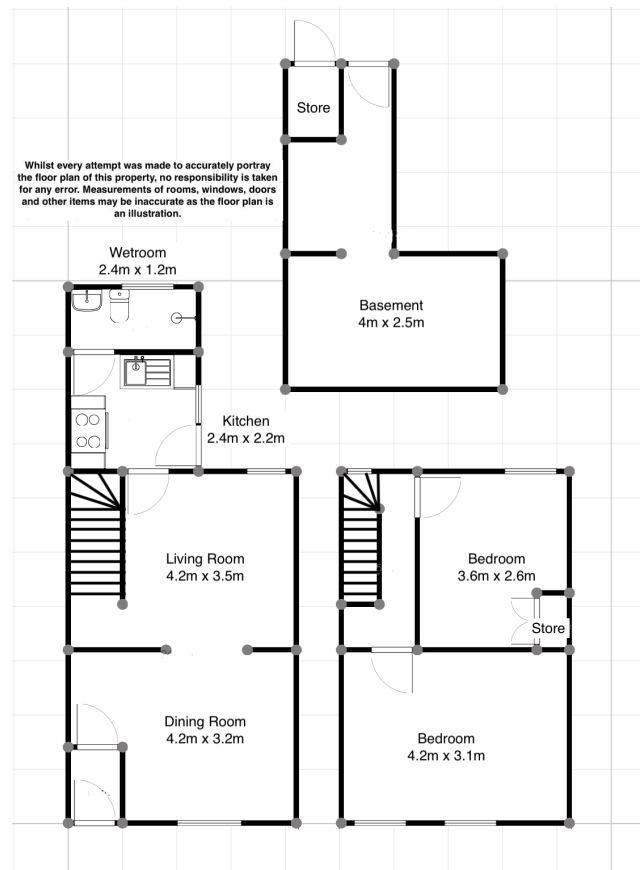 Store
Whilst every attempt was made to accurately portray
the floor plan of this property, no responsibility is taken
for any error. Measurements of rooms, windows, doors
and other items may be inaccurate as the floor plan is
an illustration.
Wetroom
2.4m x 1.2m
Basement
4m x 2.5m
Kitchen
2.4m x 2.2m
Living Room
4.2m x 3.5m
Bedroom
3.6m x 2.6m
Store
Dining Room
4.2m x 3.2m
Bedroom
4.2m x 3.1m